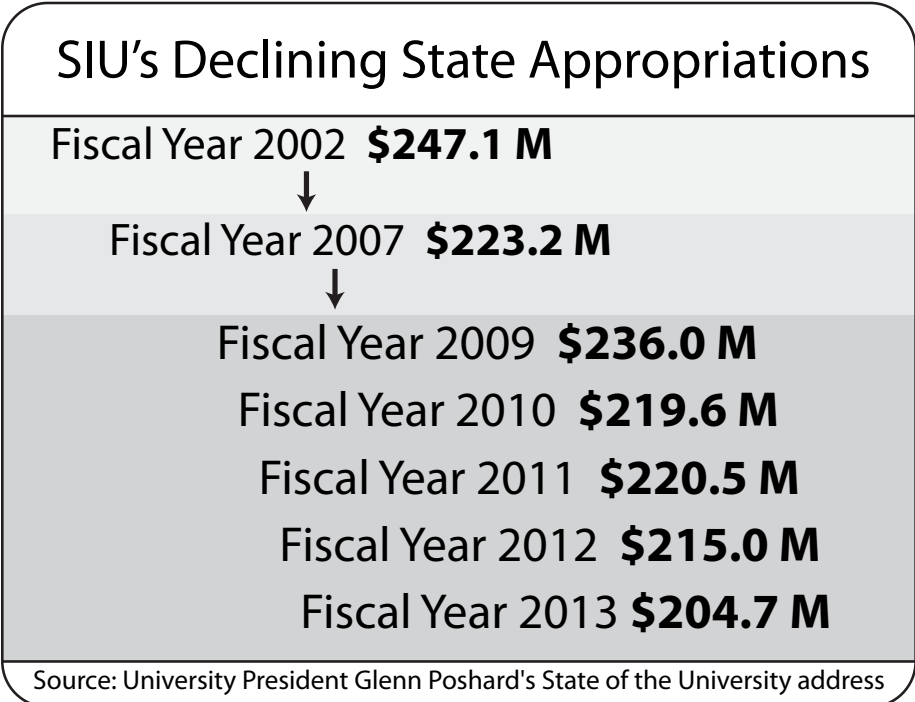 SIU's Declining State Appropriations
Fiscal Year 2002 $247.1 M
Fiscal Year 2007 $223.2 M
Fiscal Year 2009 $236.0 M
Fiscal Year 2010 $219.6 M
Fiscal Year 2011 $220.5 M
Fiscal Year 2012 $215.0 M
Fiscal Year 2013 $204.7 M
Source: University President Glenn Poshard's State of the University address